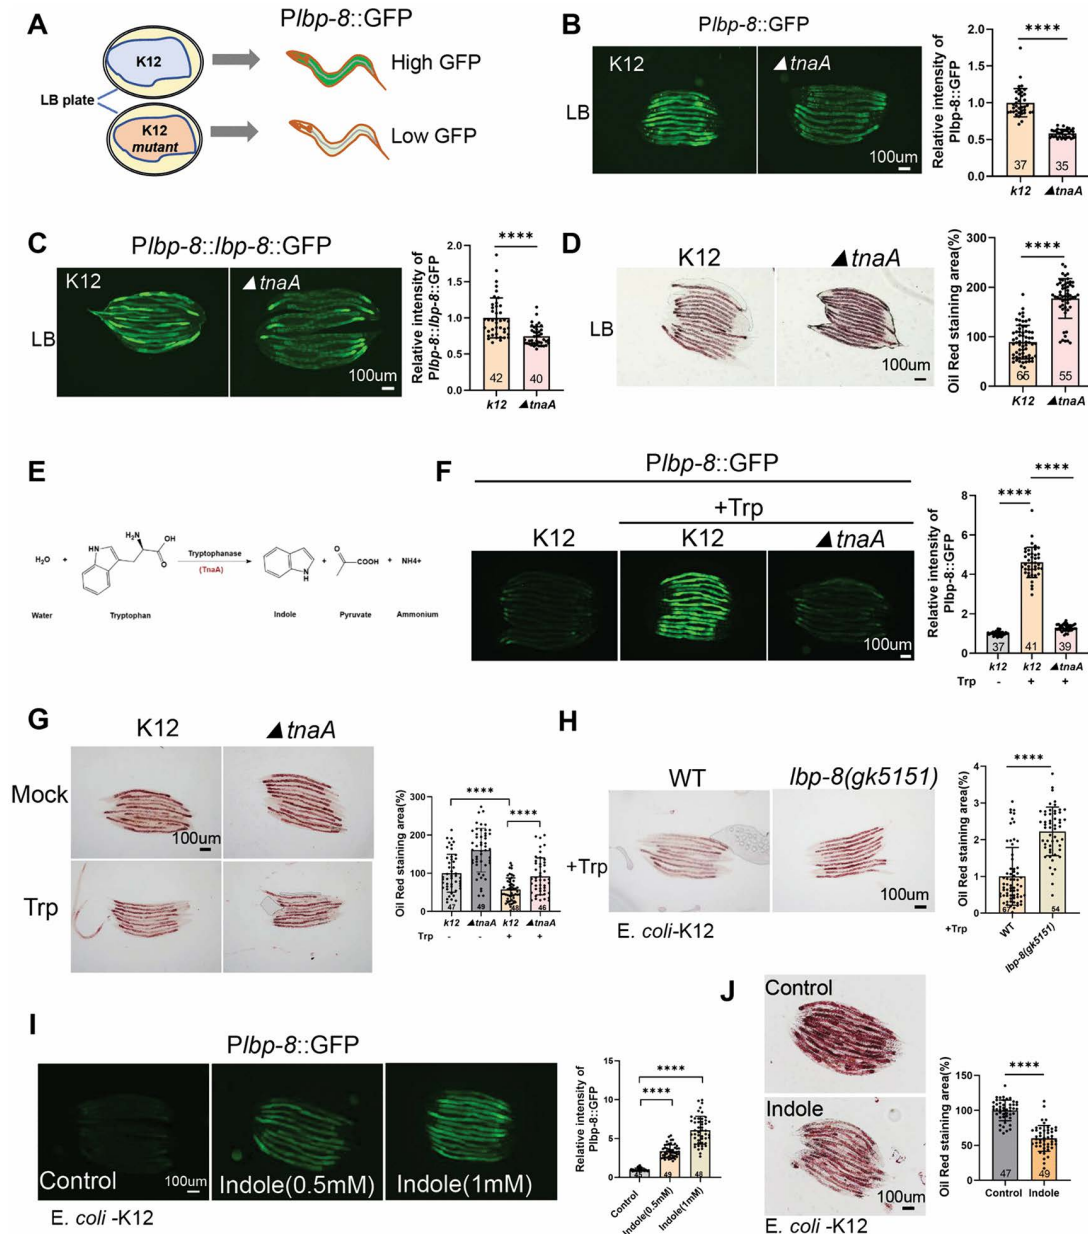 A
Plbp-8::GFP
K12
High GFP
LB plate
K12
mutant
Low GFP
B
Plbp-8::GFP
K12
▲tnaA
LB
100um
Relative intensity of
Plbp-8::GFP
2.0
1.5
1.0
0.5
0.0
****
37
35
k12
▲tnaA
C
Plbp-8::lbp-8::GFP
K12
▲tnaA
LB
100um
Relative intensity of
Plbp-8::lbp-8::GFP
2.0
1.5
1.0
0.5
0.0
****
42
40
k12
▲tnaA
D
K12
▲tnaA
LB
100um
Oil Red staining area(%)
300
200
100
0
****
65
55
K12
▲tnaA
E
H₂O + Tryptophanase (TnaA) + + NH4+
H₂N
OH
O
HN
N
H
O
COOH
Water
Tryptophan
Indole
Pyruvate
Ammonium
F
Plbp-8::GFP
+Trp
K12
K12
▲tnaA
100um
Relative intensity of
Plbp-8::GFP
8
6
4
2
0
****
****
37
41
39
k12
k12
▲tnaA
Trp - + +
G
K12
▲tnaA
Mock
100um
Trp
Oil Red staining area(%)
300
200
100
0
****
****
47
49
48
46
k12
▲tnaA
k12
▲tnaA
Trp - - + +
H
WT
lbp-8(gk5151)
+Trp
100um
E. coli-K12
Oil Red staining area(%)
4
3
2
1
0
****
67
54
+Trp
WT
lbp-8(gk5151)
I
Plbp-8::GFP
Control
100um
Indole(0.5mM)
Indole(1mM)
E. coli -K12
Relative intensity of
Plbp-8::GFP
15
10
5
0
****
****
45
49
48
Control
Indole(0.5mM)
Indole(1mM)
J
Control
Indole
100um
E. coli -K12
Oil Red staining area(%)
150
100
50
0
****
47
49
Control
Indole